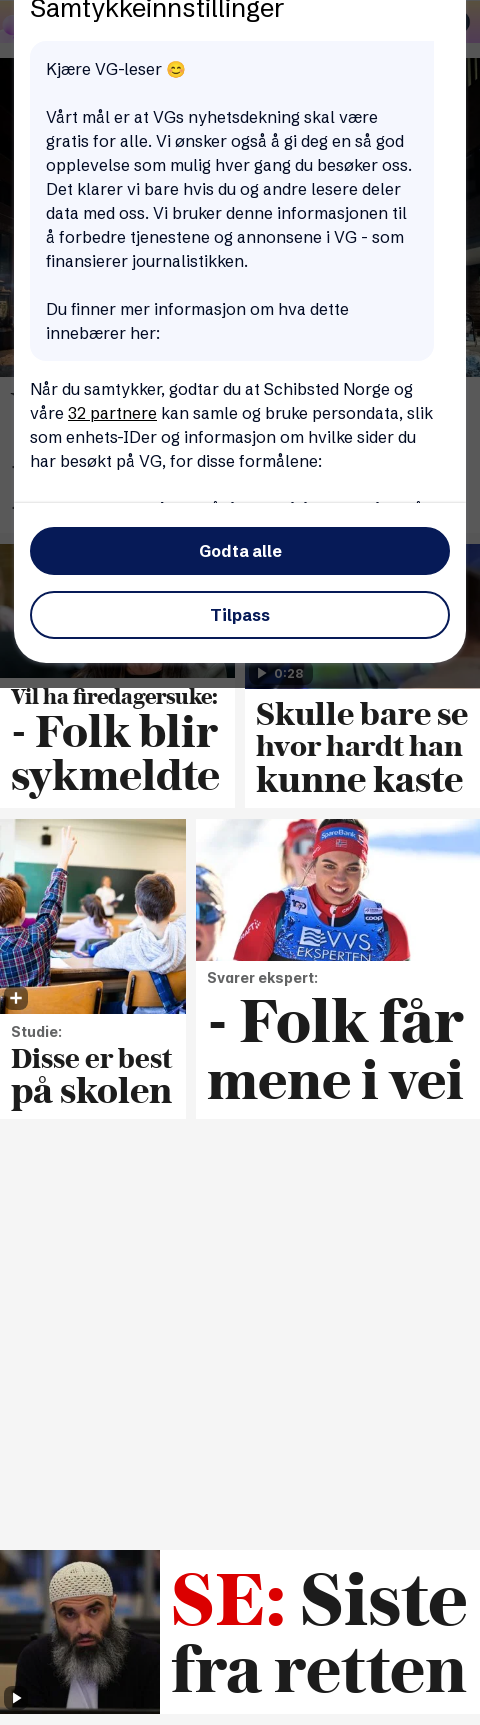 Samtykkeinnstillinger
Kjære VG-leser 😊
Vårt mål er at VGs nyhetsdekning skal være
gratis for alle. Vi ønsker også å gi deg en så god
opplevelse som mulig hver gang du besøker oss.
Det klarer vi bare hvis du og andre lesere deler
data med oss. Vi bruker denne informasjonen til
å forbedre tjenestene og annonsene i VG - som
finansierer journalistikken.
Du finner mer informasjon om hva dette
innebærer her:
Når du samtykker, godtar du at Schibsted Norge og
våre 32 partnere kan samle og bruke persondata, slik
som enhets-IDer og informasjon om hvilke sider du
har besøkt på VG, for disse formålene:
Godta alle
Tilpass
0:28
Vil ha firedagersuke:
- Folk blir
sykmeldte
Skulle bare se
hvor hardt han
kunne kaste
SpareBank
coop
VVS
EKSPERTEN
Studie:
Disse er best
på skolen
Svarer ekspert:
- Folk får
mene i vei
SE: Siste
fra retten